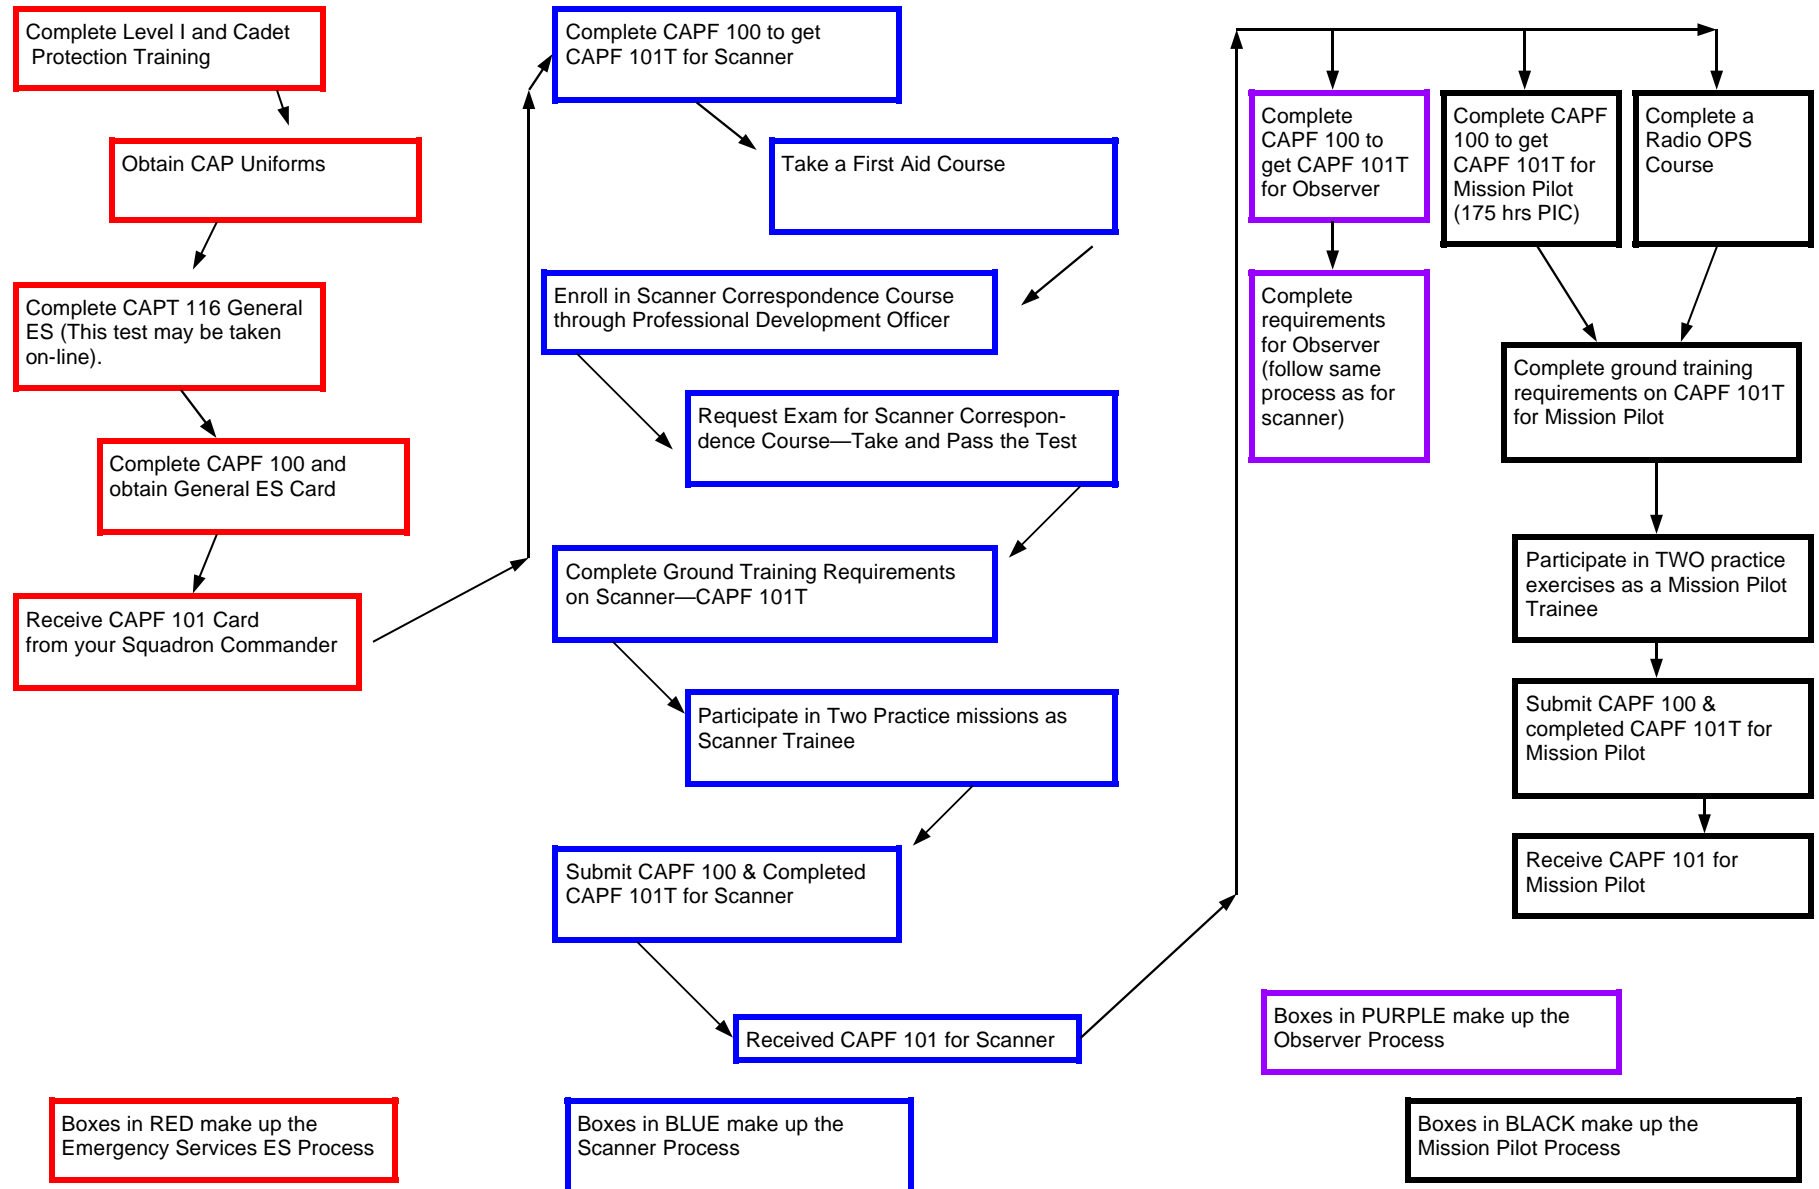 Complete Level I and Cadet
Protection Training
Obtain CAP Uniforms
Complete CAPT 116 General
ES (This test may be taken
on-line).
Complete CAPF 100 and
obtain General ES Card
Receive CAPF 101 Card
from your Squadron Commander
Complete CAPF 100 to get
CAPF 101T for Scanner
Take a First Aid Course
Enroll in Scanner Correspondence Course
through Professional Development Officer
Request Exam for Scanner Correspon-
dence Course—Take and Pass the Test
Complete Ground Training Requirements
on Scanner—CAPF 101T
Participate in Two Practice missions as
Scanner Trainee
Submit CAPF 100 & Completed
CAPF 101T for Scanner
Received CAPF 101 for Scanner
Complete
CAPF 100 to
get CAPF 101T
for Observer
Complete
requirements
for Observer
(follow same
process as for
scanner)
Complete CAPF
100 to get
CAPF 101T for
Mission Pilot
(175 hrs PIC)
Complete a
Radio OPS
Course
Complete ground training
requirements on CAPF 101T
for Mission Pilot
Participate in TWO practice
exercises as a Mission Pilot
Trainee
Submit CAPF 100 &
completed CAPF 101T for
Mission Pilot
Receive CAPF 101 for
Mission Pilot
Boxes in PURPLE make up the
Observer Process
Boxes in RED make up the
Emergency Services ES Process
Boxes in BLUE make up the
Scanner Process
Boxes in BLACK make up the
Mission Pilot Process